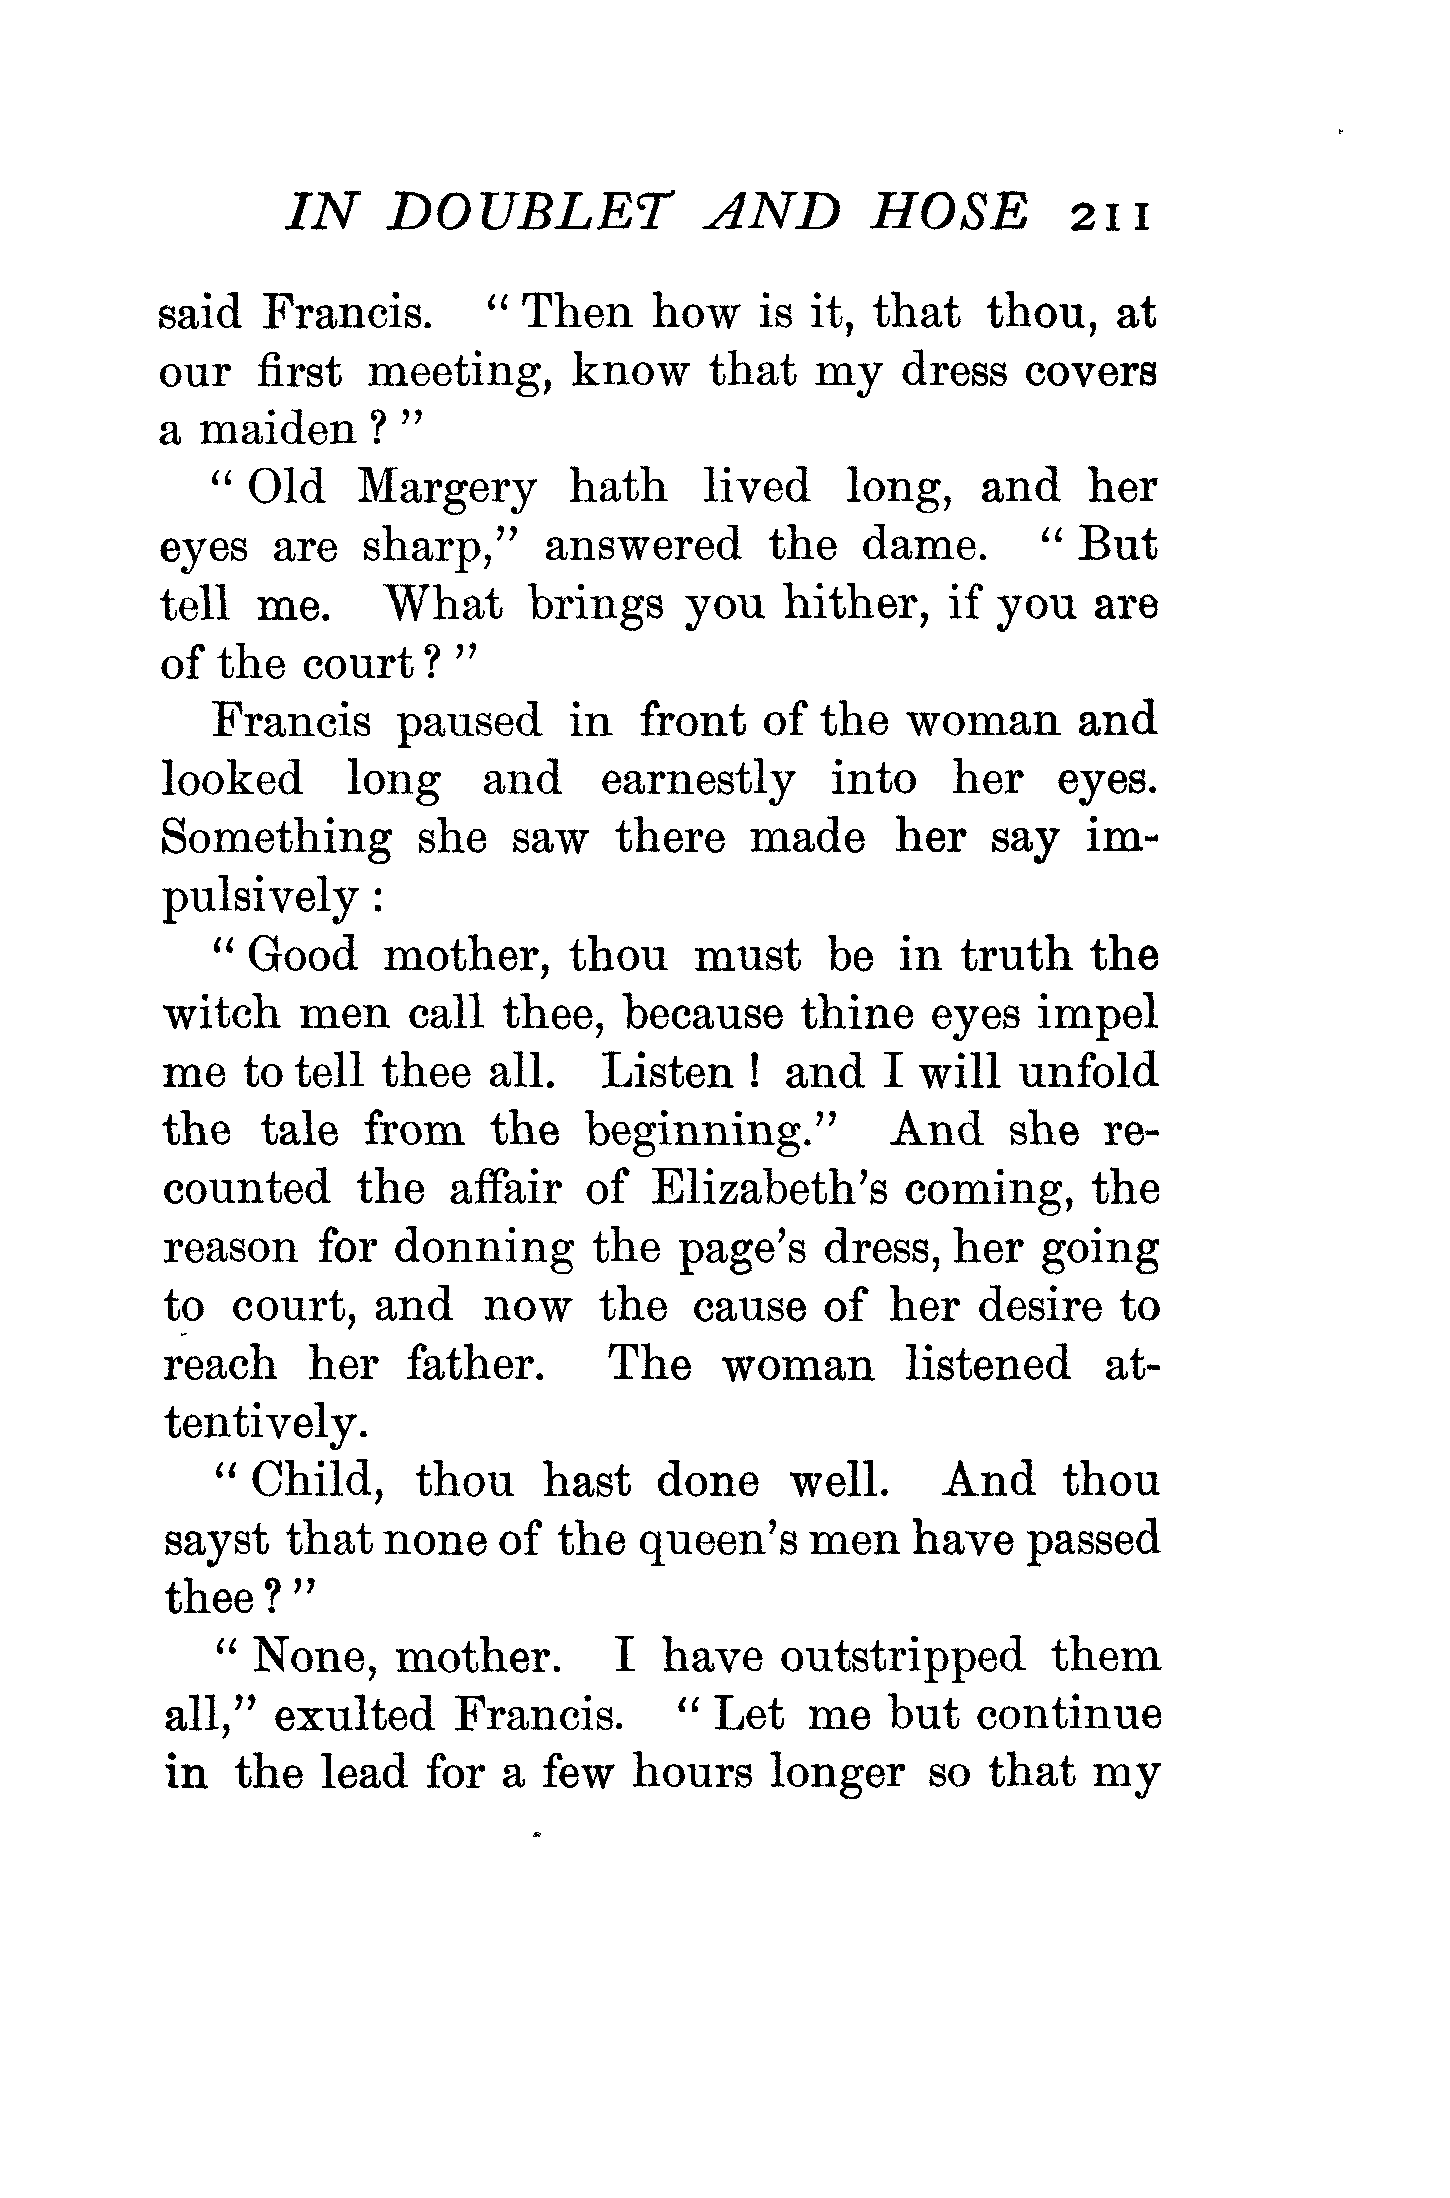 IN DOUBLET AND HOSE 211
said Francis. “Then how is it, that thou, at
our first meeting, know that my dress covers
a maiden?”
“Old Margery hath lived long, and her
eyes are sharp,” answered the dame. “But
tell me. What brings you hither, if you are
of the court?”
Francis paused in front of the woman and
looked long and earnestly into her eyes.
Something she saw there made her say im-
pulsively:
“Good mother, thou must be in truth the
witch men call thee, because thine eyes impel
me to tell thee all. Listen! and I will unfold
the tale from the beginning.” And she re-
counted the affair of Elizabeth’s coming, the
reason for donning the page’s dress, her going
to court, and now the cause of her desire to
reach her father. The woman listened at-
tentively.
“Child, thou hast done well. And thou
sayst that none of the queen’s men have passed
thee?”
“None, mother. I have outstripped them
all,” exulted Francis. “Let me but continue
in the lead for a few hours longer so that my